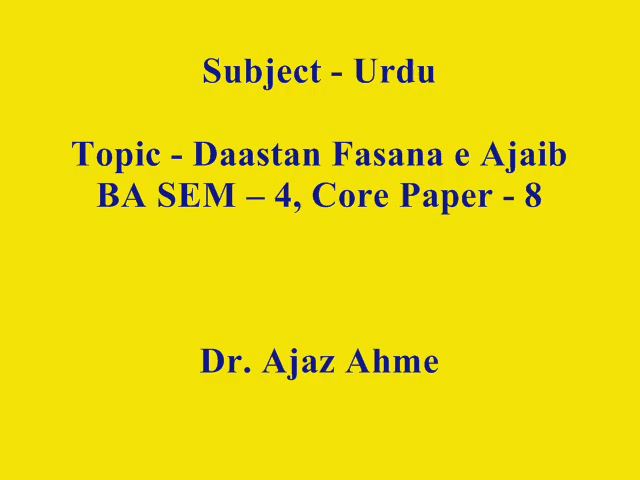 Subject - Urdu
Topic - Daastan Fasana e Ajaib
BA SEM – 4, Core Paper - 8
Dr. Ajaz Ahme